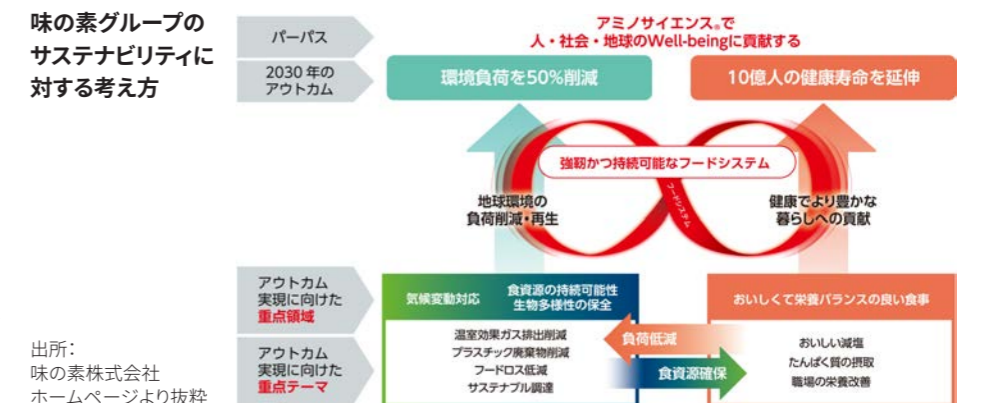 味の素グループの
サステナビリティに
対する考え方
パーパス
アミノサイエンス®で
人・社会・地球のWell-beingに貢献する
2030年の
アウトカム
環境負荷を50%削減
10億人の健康寿命を延伸
強靭かつ持続可能なフードシステム
フードシステム
地球環境の
負荷削減・再生
健康でより豊かな
暮らしへの貢献
アウトカム
実現に向けた
重点領域
気候変動対応
食資源の持続可能性
生物多様性の保全
おいしくて栄養バランスの良い食事
アウトカム
実現に向けた
重点テーマ
温室効果ガス排出削減
プラスチック廃棄物削減
フードロス低減
サステナブル調達
負荷低減
食資源確保
おいしい減塩
たんぱく質の摂取
職場の栄養改善
出所：
味の素株式会社
ホームページより抜粋